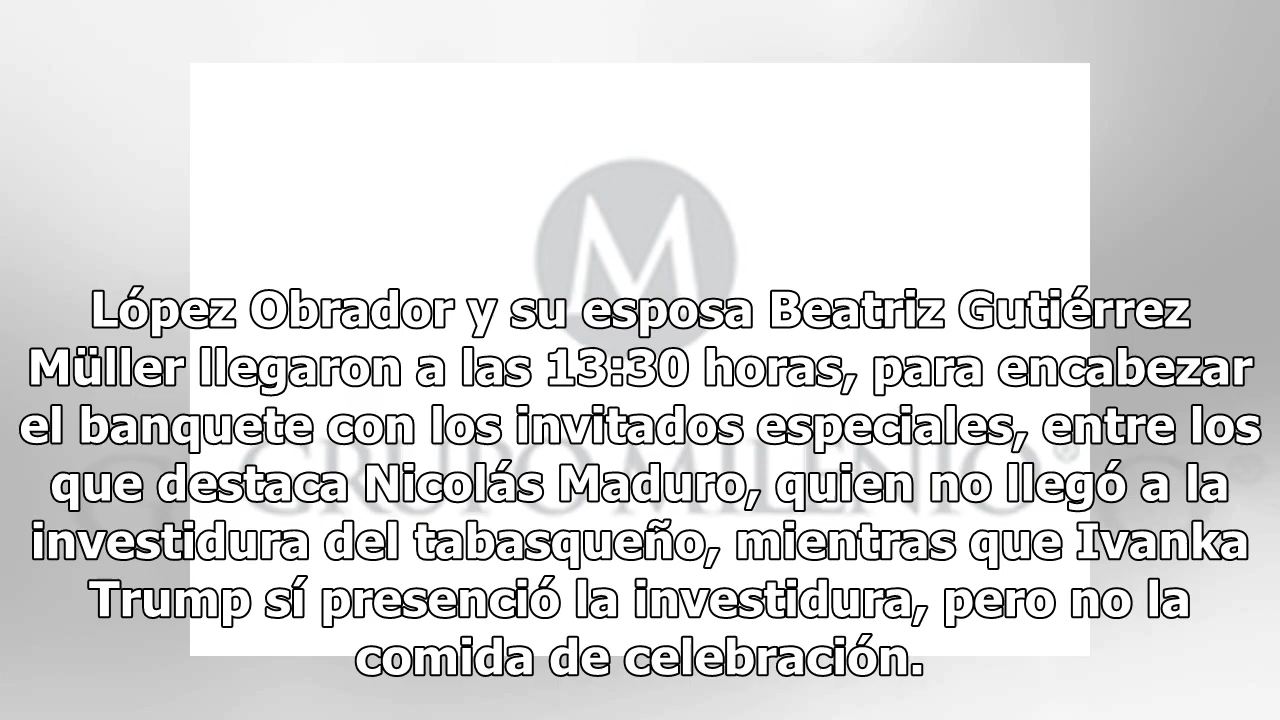 M
López Obrador y su esposa Beatriz Gutiérrez
Müller llegaron a las 13:30 horas, para encabezar
el banquete con los invitados especiales, entre los
que destaca Nicolás Maduro, quien no llegó a la
GRUPO MILENIO®
investidura del tabasqueño, mientras que Ivanka
Trump sí presenció la investidura, pero no la
comida de celebración.